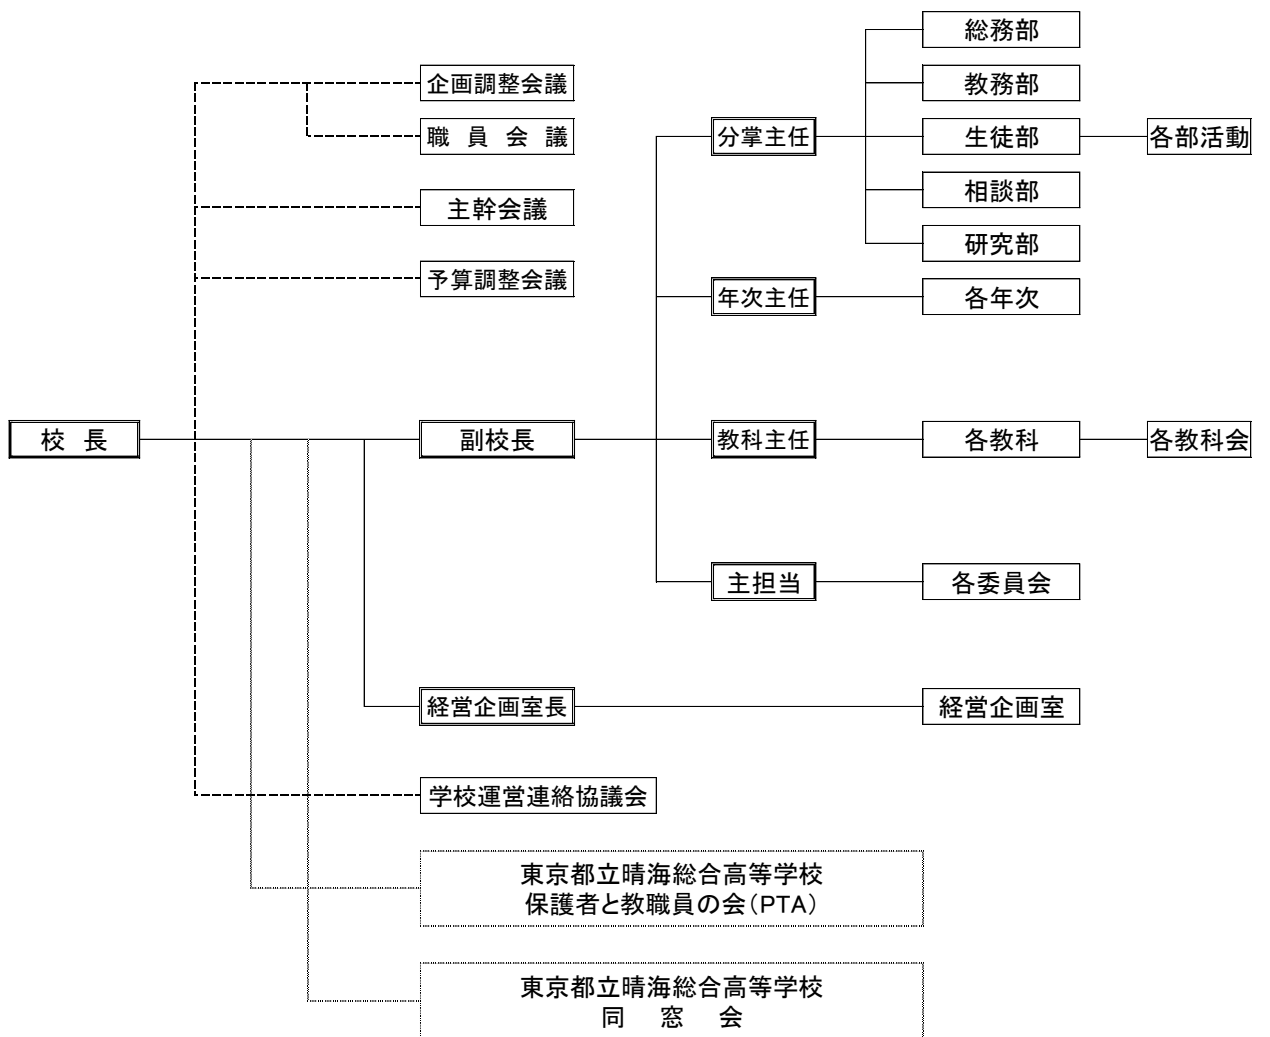 総務部
企画調整会議
教務部
職 員 会 議
分掌主任
生徒部
各部活動
主幹会議
相談部
研究部
予算調整会議
年次主任
各年次
校 長
副校長
教科主任
各教科
各教科会
主担当
各委員会
経営企画室長
経営企画室
学校運営連絡協議会
東京都立晴海総合高等学校
保護者と教職員の会（PTA）
東京都立晴海総合高等学校
同 窓 会